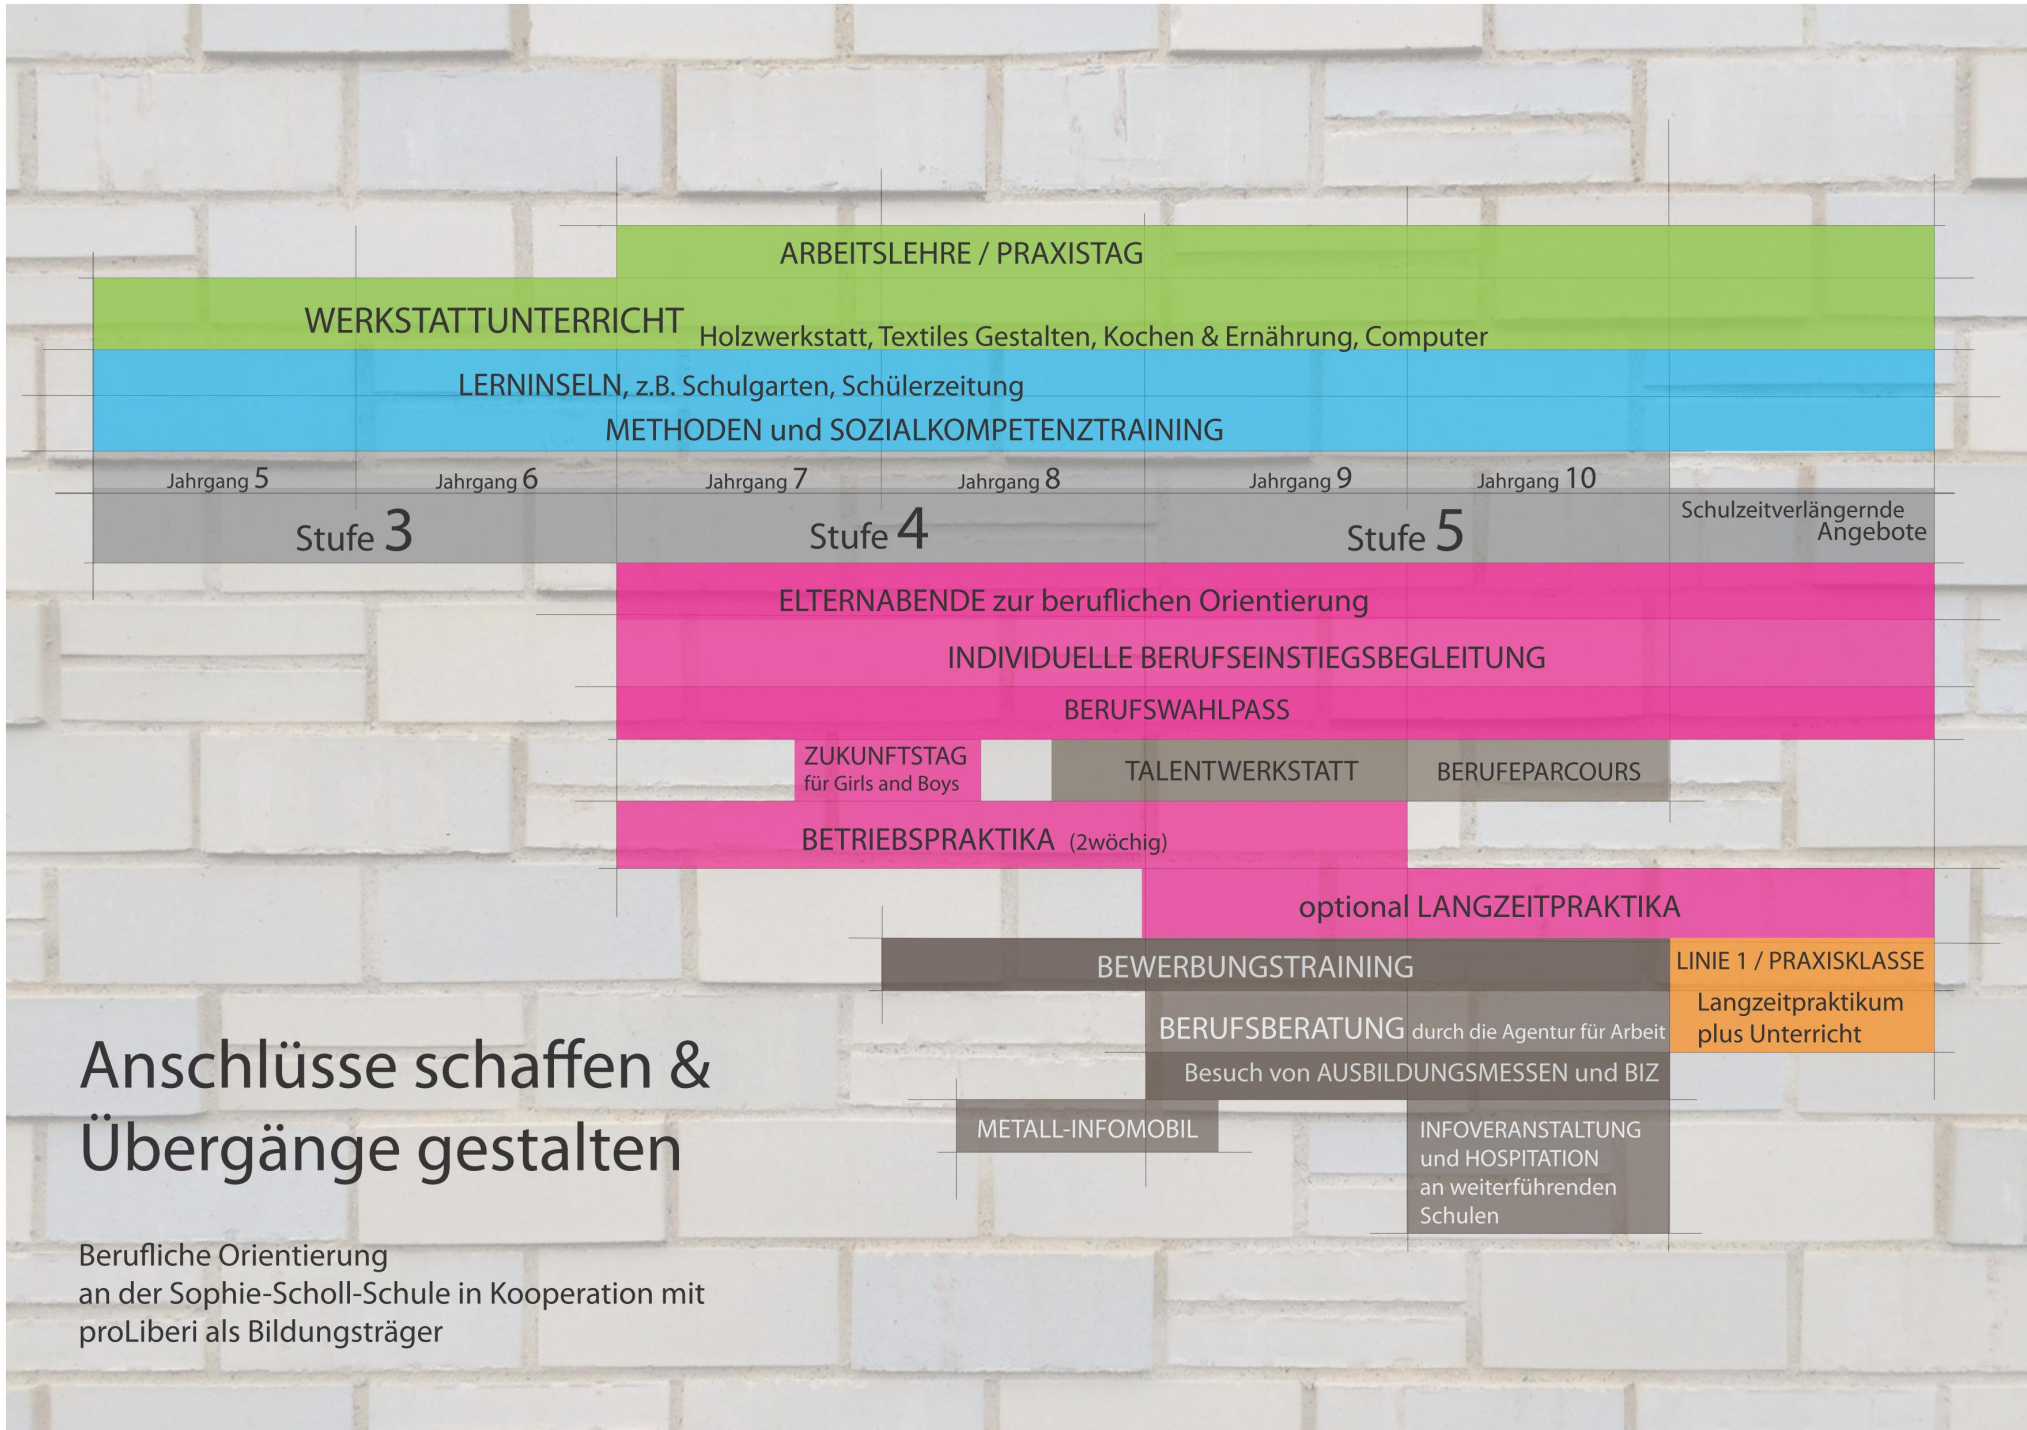 ARBEITSLEHRE / PRAXISTAG
WERKSTATTUNTERRICHT Holzwerkstatt, Textiles Gestalten, Kochen & Ernährung, Computer
LERNINSELN, z.B. Schulgarten, Schülerzeitung
METHODEN und SOZIALKOMPETENZTRAINING
Jahrgang 5 Jahrgang 6 Jahrgang 7 Jahrgang 8 Jahrgang 9 Jahrgang 10
Stufe 3 Stufe 4 Stufe 5
Schulzeitverlängernde
Angebote
ELTERNABENDE zur beruflichen Orientierung
INDIVIDUELLE BERUFSEINSTIEGSBEGLEITUNG
BERUFSWAHLPASS
ZUKUNFTSTAG
für Girls and Boys
TALENTWERKSTATT
BERUFEPARCOURS
BETRIEBSPRAKTIKA (2wöchig)
optional LANGZEITPRAKTIKA
BEWERBUNGSTRAINING
LINIE 1 / PRAXISKLASSE
Langzeitpraktikum
plus Unterricht
BERUFSBERATUNG durch die Agentur für Arbeit
Besuch von AUSBILDUNGSMESSEN und BIZ
METALL-INFOMOBIL
INFOVERANSTALTUNG
und HOSPITATION
an weiterführenden
Schulen
Anschlüsse schaffen &
Übergänge gestalten
Berufliche Orientierung
an der Sophie-Scholl-Schule in Kooperation mit
proLiberi als Bildungsträger